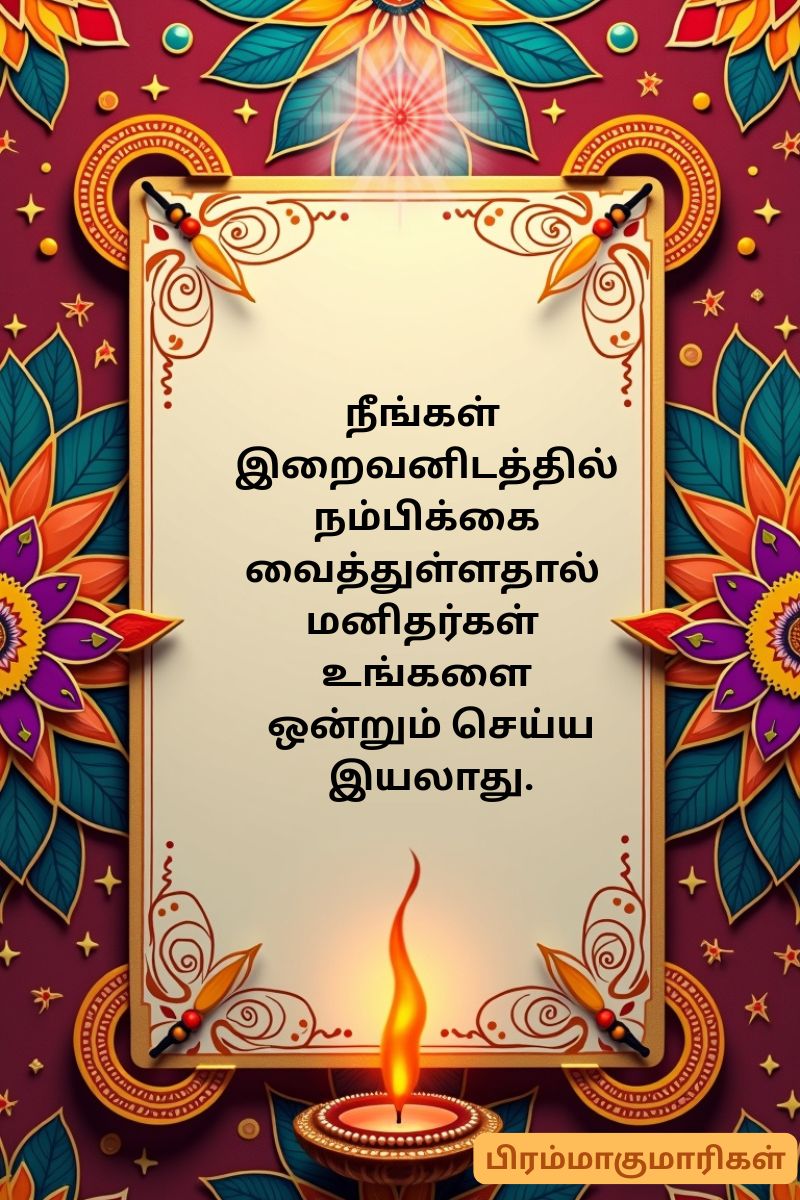 நீங்கள்
இறைவனிடத்தில்
நம்பிக்கை
வைத்துள்ளதால்
மனிதர்கள்
உங்களை
ஒன்றும் செய்ய
இயலாது.
பிரம்மாகுமாரிகள்